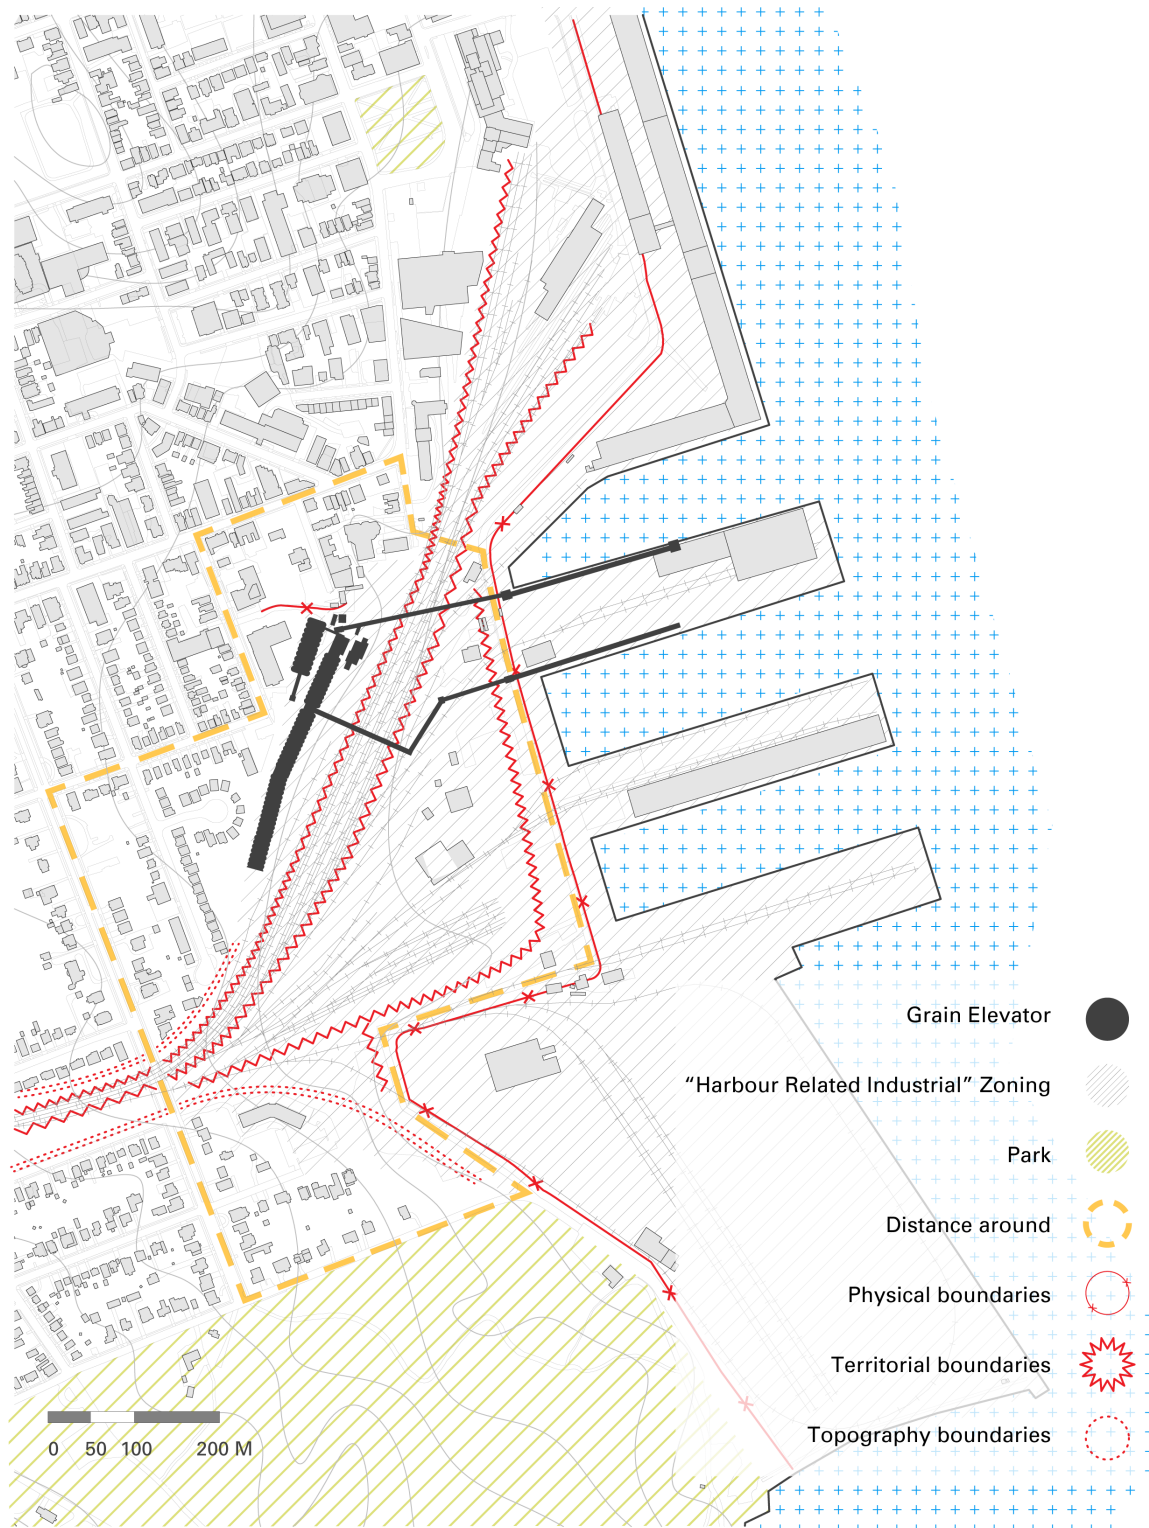 Grain Elevator
“Harbour Related Industrial” Zoning
Park
Distance around
Physical boundaries
Territorial boundaries
Topography boundaries
0 50 100 200 M